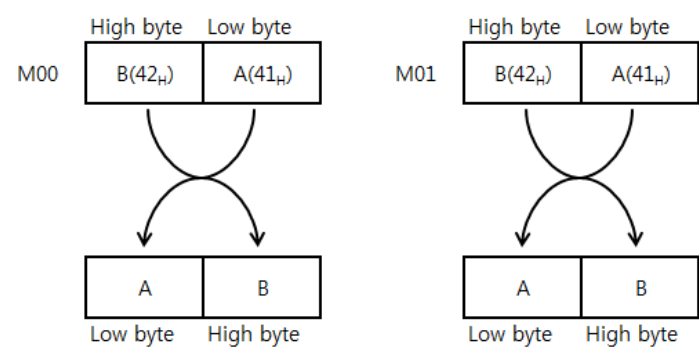 High byte Low byte High byte Low byte
M00 B(42H) A(41H) M01 B(42H) A(41H)
A B A B
Low byte High byte Low byte High byte